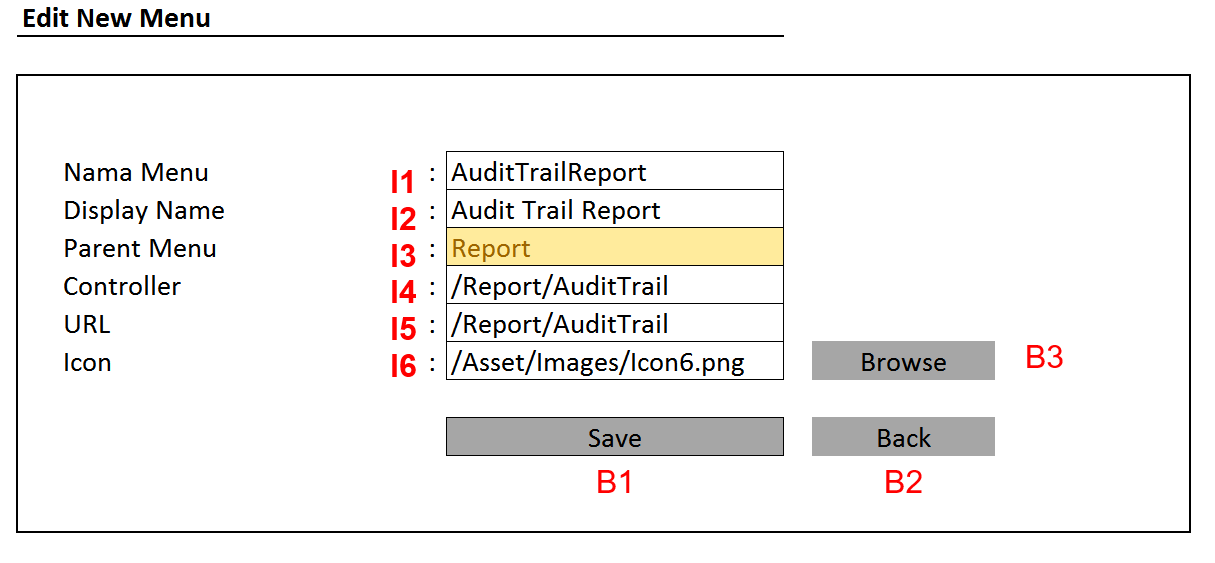 Edit New Menu
Nama Menu I1 : AuditTrailReport
Display Name I2 : Audit Trail Report
Parent Menu I3 : Report
Controller I4 : /Report/AuditTrail
URL I5 : /Report/AuditTrail
Icon I6 : /Asset/Images/Icon6.png Browse B3
Save Back
B1 B2